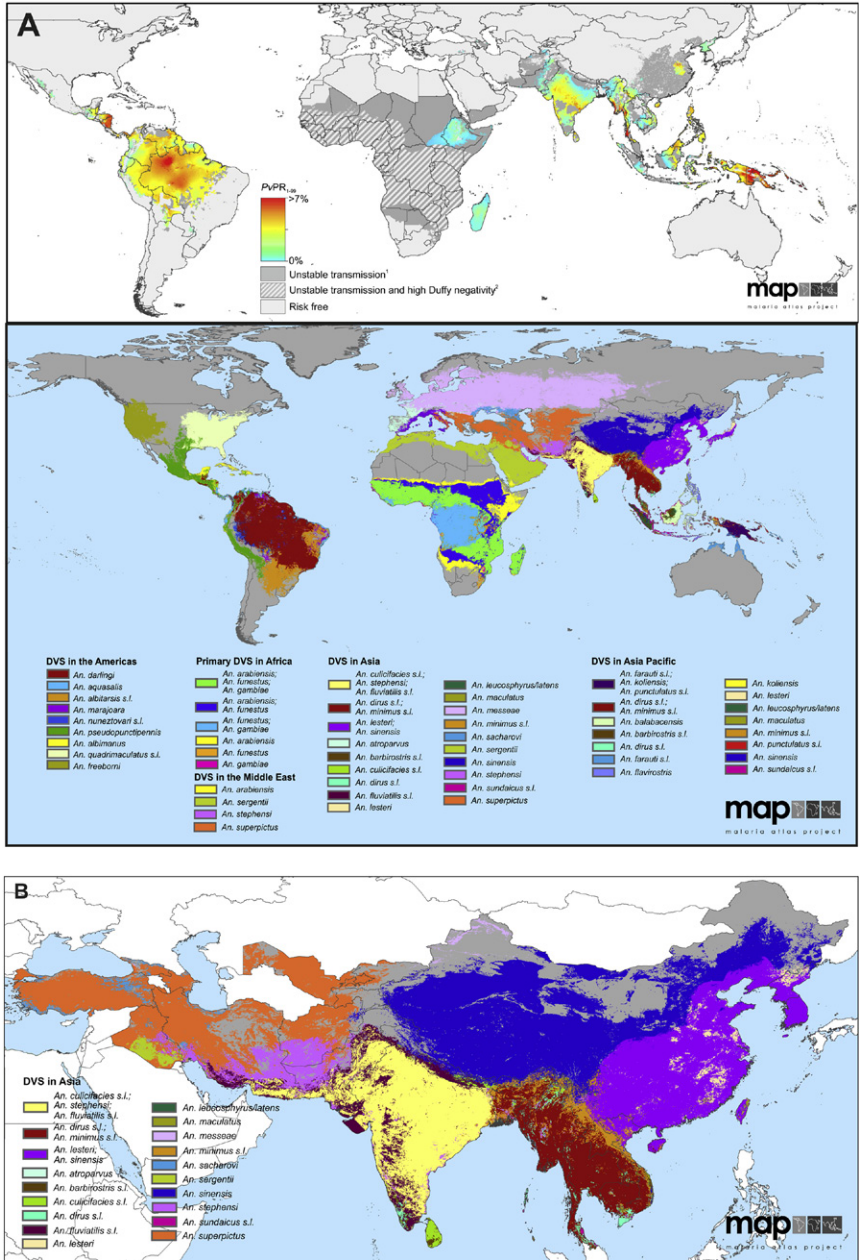 A
PvPR1-99
>7%
0%
Unstable transmission¹
Unstable transmission and high Duffy negativity²
Risk free
map
malaria atlas project
DVS in the Americas
An. darlingi
An. aquasalis
An. albitarsis s.l.
An. marajoara
An. nuneztovari s.l.
An. pseudopunctipennis
An. albimanus
An. quadrimaculatus s.l.
An. freeborni
Primary DVS in Africa
An. arabiensis;
An. funestus;
An. gambiae
An. arabiensis;
An. funestus
An. funestus;
An. gambiae
An. arabiensis
An. funestus
An. gambiae
DVS in the Middle East
An. arabiensis
An. sergentii
An. stephensi
An. superpictus
DVS in Asia
An. culicifacies s.l.;
An. stephensi;
An. fluviatilis s.l.
An. dirus s.l.;
An. minimus s.l.
An. lesteri;
An. sinensis
An. atroparvus
An. barbirostris s.l.
An. culicifacies s.l.
An. dirus s.l.
An. fluviatilis s.l.
An. lesteri
An. leucosphyrus/latens
An. maculatus
An. messeae
An. minimus s.l.
An. sacharovi
An. sergentii
An. sinensis
An. stephensi
An. sundaicus s.l.
An. superpictus
DVS in Asia Pacific
An. farauti s.l.;
An. koliensis;
An. punctulatus s.l.
An. dirus s.l.;
An. minimus s.l.
An. balabacensis
An. barbirostris s.l.
An. dirus s.l.
An. farauti s.l.
An. flavirostris
An. koliensis
An. lesteri
An. leucosphyrus/latens
An. maculatus
An. minimus s.l.
An. punctulatus s.l.
An. sinensis
An. sundaicus s.l.
map
malaria atlas project
B
DVS in Asia
An. culicifacies s.l.;
An. stephensi;
An. fluviatilis s.l.
An. dirus s.l.;
An. minimus s.l.
An. lesteri;
An. sinensis
An. atroparvus
An. barbirostris s.l.
An. culicifacies s.l.
An. dirus s.l.
An. fluviatilis s.l.
An. lesteri
An. leucosphyrus/latens
An. maculatus
An. messeae
An. minimus s.l.
An. sacharovi
An. sergentii
An. sinensis
An. stephensi
An. sundaicus s.l.
An. superpictus
map
malaria atlas project